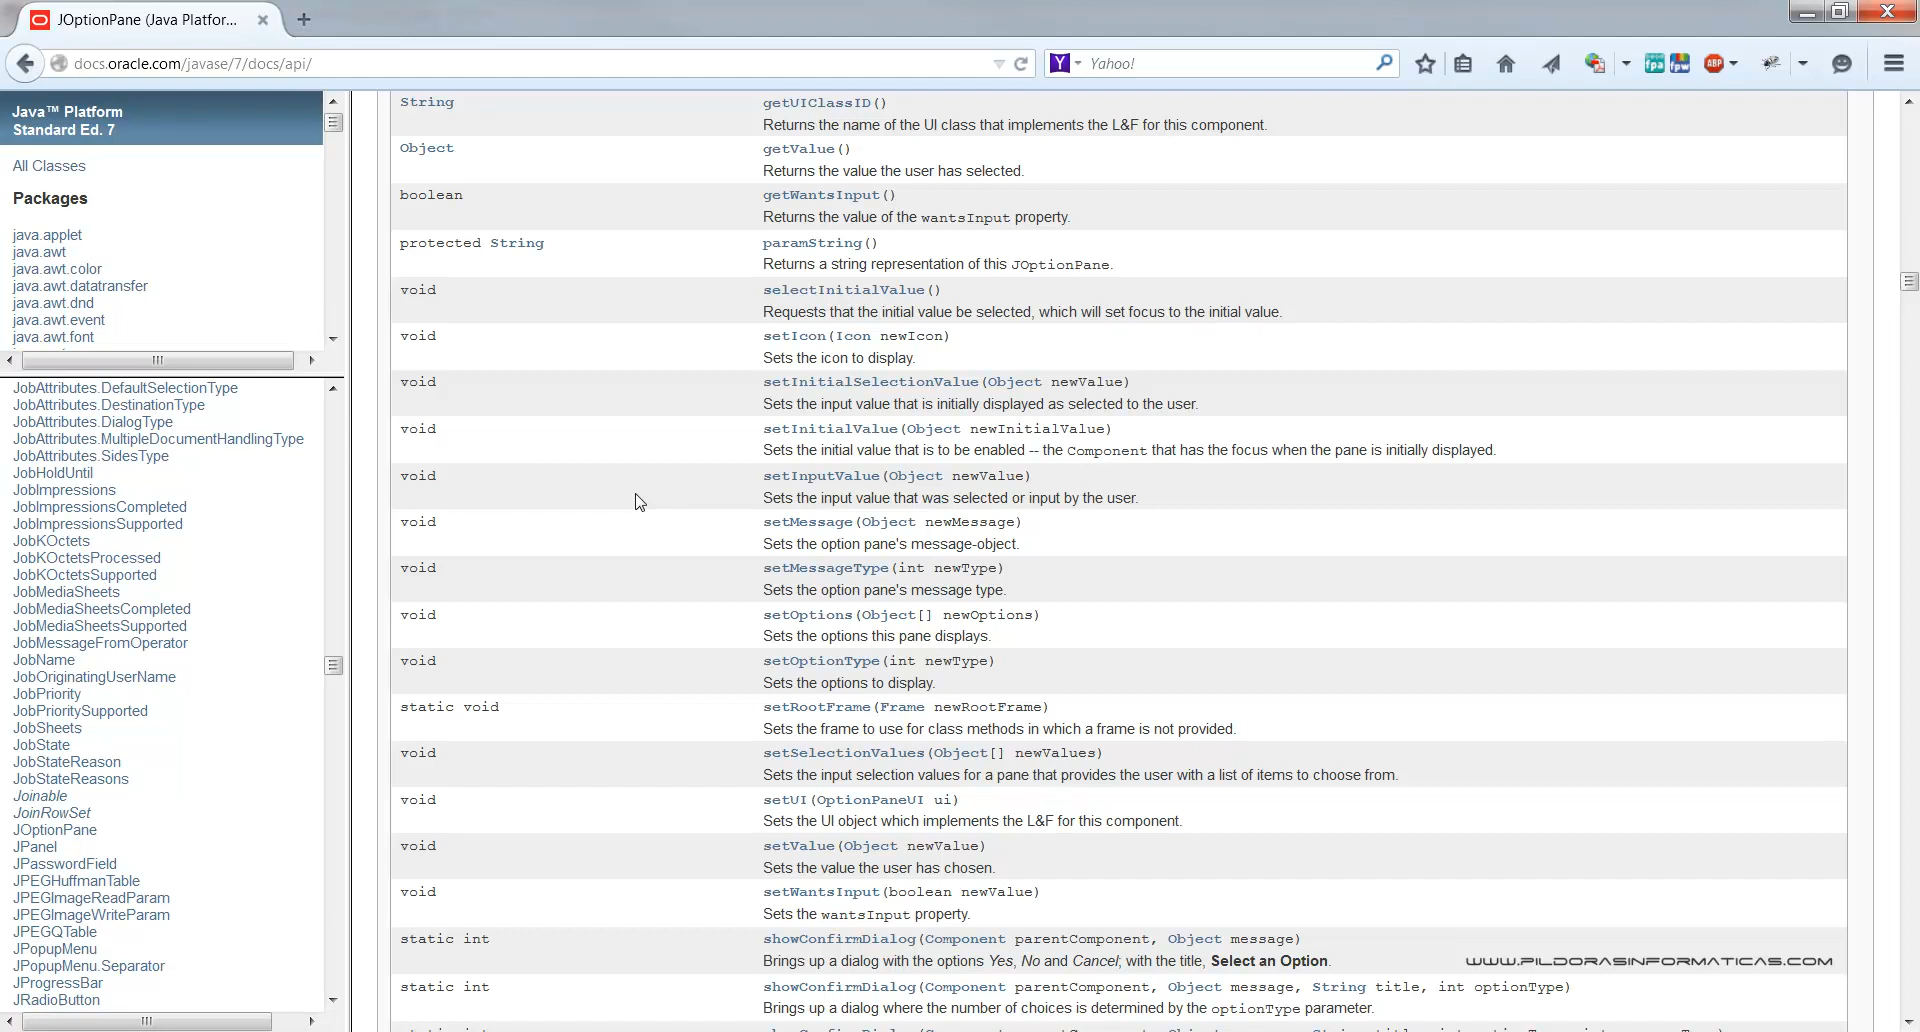 JOptionPane (Java Platfor...
docs.oracle.com/javase/7/docs/api/
Yahoo!
Java™ Platform
Standard Ed. 7
All Classes
Packages
java.applet
java.awt
java.awt.color
java.awt.datatransfer
java.awt.dnd
java.awt.event
java.awt.font
JobAttributes.DefaultSelectionType
JobAttributes.DestinationType
JobAttributes.DialogType
JobAttributes.MultipleDocumentHandlingType
JobAttributes.SidesType
JobHoldUntil
JobImpressions
JobImpressionsCompleted
JobImpressionsSupported
JobKOctets
JobKOctetsProcessed
JobKOctetsSupported
JobMediaSheets
JobMediaSheetsCompleted
JobMediaSheetsSupported
JobMessageFromOperator
JobName
JobOriginatingUserName
JobPriority
JobPrioritySupported
JobSheets
JobState
JobStateReason
JobStateReasons
Joinable
JoinRowSet
JOptionPane
JPanel
JPasswordField
JPEGHuffmanTable
JPEGImageReadParam
JPEGImageWriteParam
JPEGQTable
JPopupMenu
JPopupMenu.Separator
JProgressBar
JRadioButton
String getUIClassID()
Returns the name of the UI class that implements the L&F for this component.
Object getValue()
Returns the value the user has selected.
boolean getWantsInput()
Returns the value of the wantsInput property.
protected String paramString()
Returns a string representation of this JOptionPane.
void selectInitialValue()
Requests that the initial value be selected, which will set focus to the initial value.
void setIcon(Icon newIcon)
Sets the icon to display.
void setInitialSelectionValue(Object newValue)
Sets the input value that is initially displayed as selected to the user.
void setInitialValue(Object newInitialValue)
Sets the initial value that is to be enabled -- the Component that has the focus when the pane is initially displayed.
void setInputValue(Object newValue)
Sets the input value that was selected or input by the user.
void setMessage(Object newMessage)
Sets the option pane's message-object.
void setMessageType(int newType)
Sets the option pane's message type.
void setOptions(Object[] newOptions)
Sets the options this pane displays.
void setOptionType(int newType)
Sets the options to display.
static void setRootFrame(Frame newRootFrame)
Sets the frame to use for class methods in which a frame is not provided.
void setSelectionValues(Object[] newValues)
Sets the input selection values for a pane that provides the user with a list of items to choose from.
void setUI(OptionPaneUI ui)
Sets the UI object which implements the L&F for this component.
void setValue(Object newValue)
Sets the value the user has chosen.
void setWantsInput(boolean newValue)
Sets the wantsInput property.
static int showConfirmDialog(Component parentComponent, Object message)
Brings up a dialog with the options Yes, No and Cancel; with the title, Select an Option.
WWW.PILDORASINFORMATICAS.COM
static int showConfirmDialog(Component parentComponent, Object message, String title, int optionType)
Brings up a dialog where the number of choices is determined by the optionType parameter.